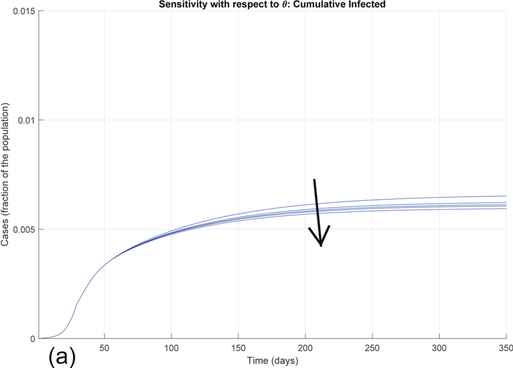 Sensitivity with respect to θ: Cumulative Infected
Cases (fraction of the population)
0.015
0.01
0.005
0
50
100
150
200
250
300
350
Time (days)
(a)